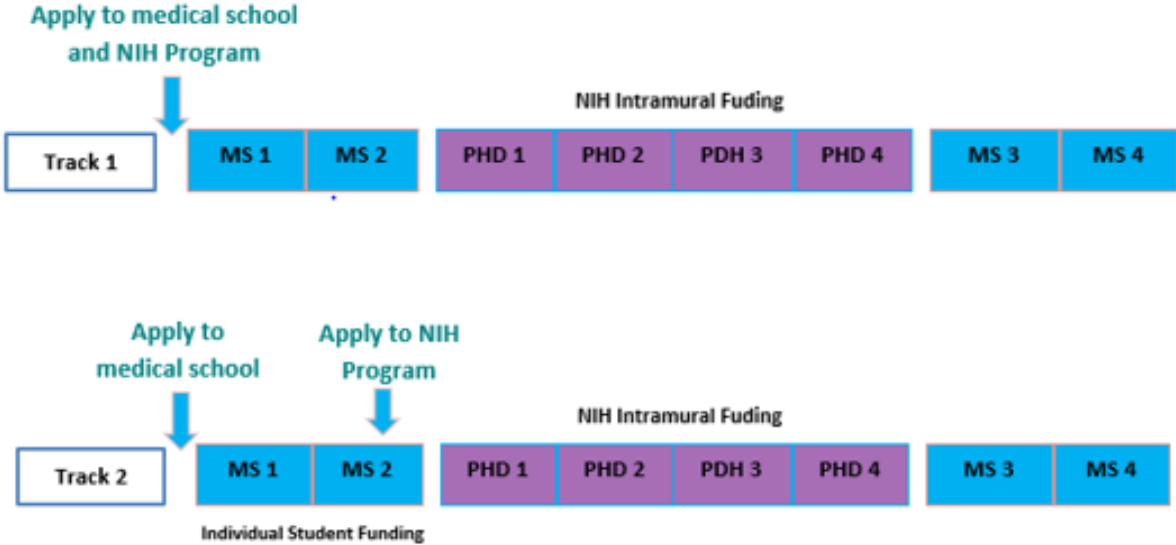 Apply to medical school
and NIH Program
NIH Intramural Fuding
Track 1 MS 1 MS 2 PHD 1 PHD 2 PDH 3 PHD 4 MS 3 MS 4
Apply to
medical school
Apply to NIH
Program
NIH Intramural Fuding
Track 2 MS 1 MS 2 PHD 1 PHD 2 PDH 3 PHD 4 MS 3 MS 4
Individual Student Funding